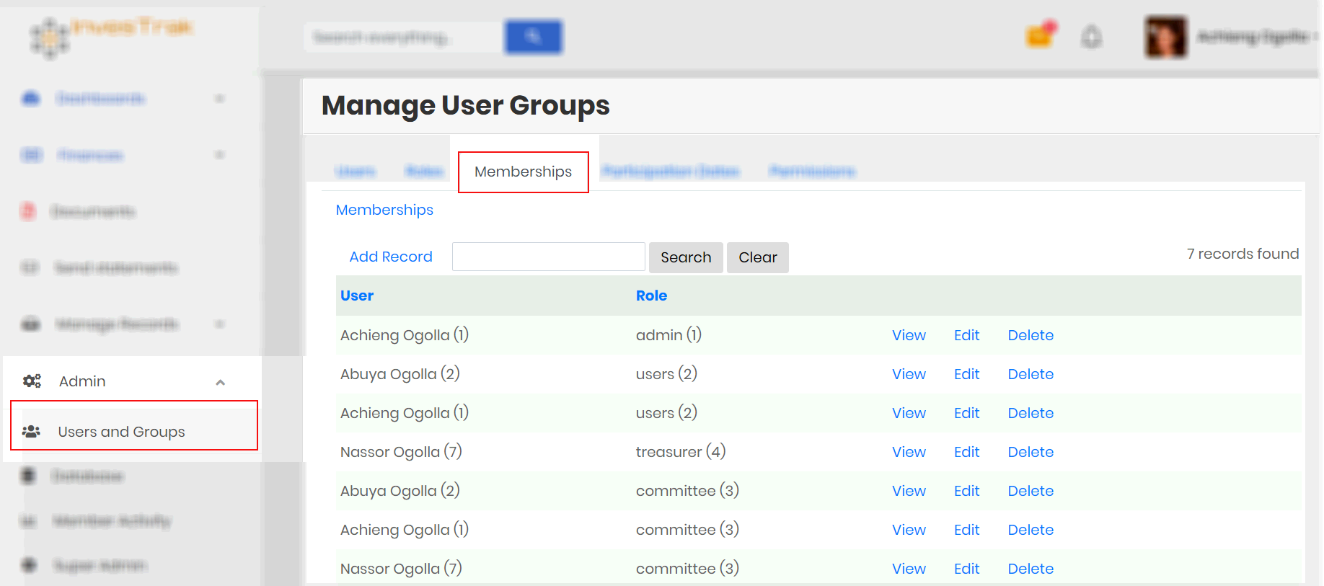 InvesTrak
Search everything..
Achieng Ogolla
Dashboards
Finances
Documents
Send statements
Manage Records
Admin
Users and Groups
Database
Member Activity
Super Admin
Manage User Groups
Users Roles Memberships Participation Dates Permissions
Memberships
Add Record Search Clear 7 records found
User Role
Achieng Ogolla (1) admin (1) View Edit Delete
Abuya Ogolla (2) users (2) View Edit Delete
Achieng Ogolla (1) users (2) View Edit Delete
Nassor Ogolla (7) treasurer (4) View Edit Delete
Abuya Ogolla (2) committee (3) View Edit Delete
Achieng Ogolla (1) committee (3) View Edit Delete
Nassor Ogolla (7) committee (3) View Edit Delete